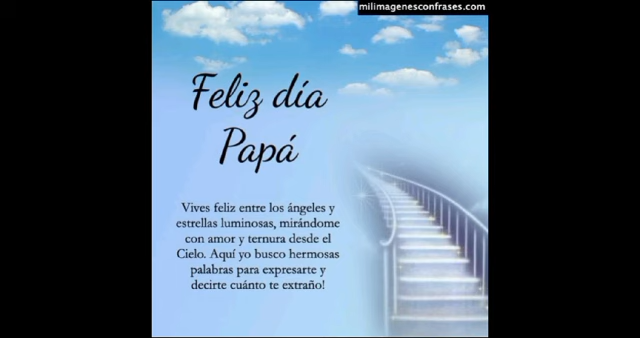 milimagenesconfrases.com
Feliz día
Papá
Vives feliz entre los ángeles y
estrellas luminosas, mirándome
con amor y ternura desde el
Cielo. Aquí yo busco hermosas
palabras para expresarte y
decirte cuánto te extraño!